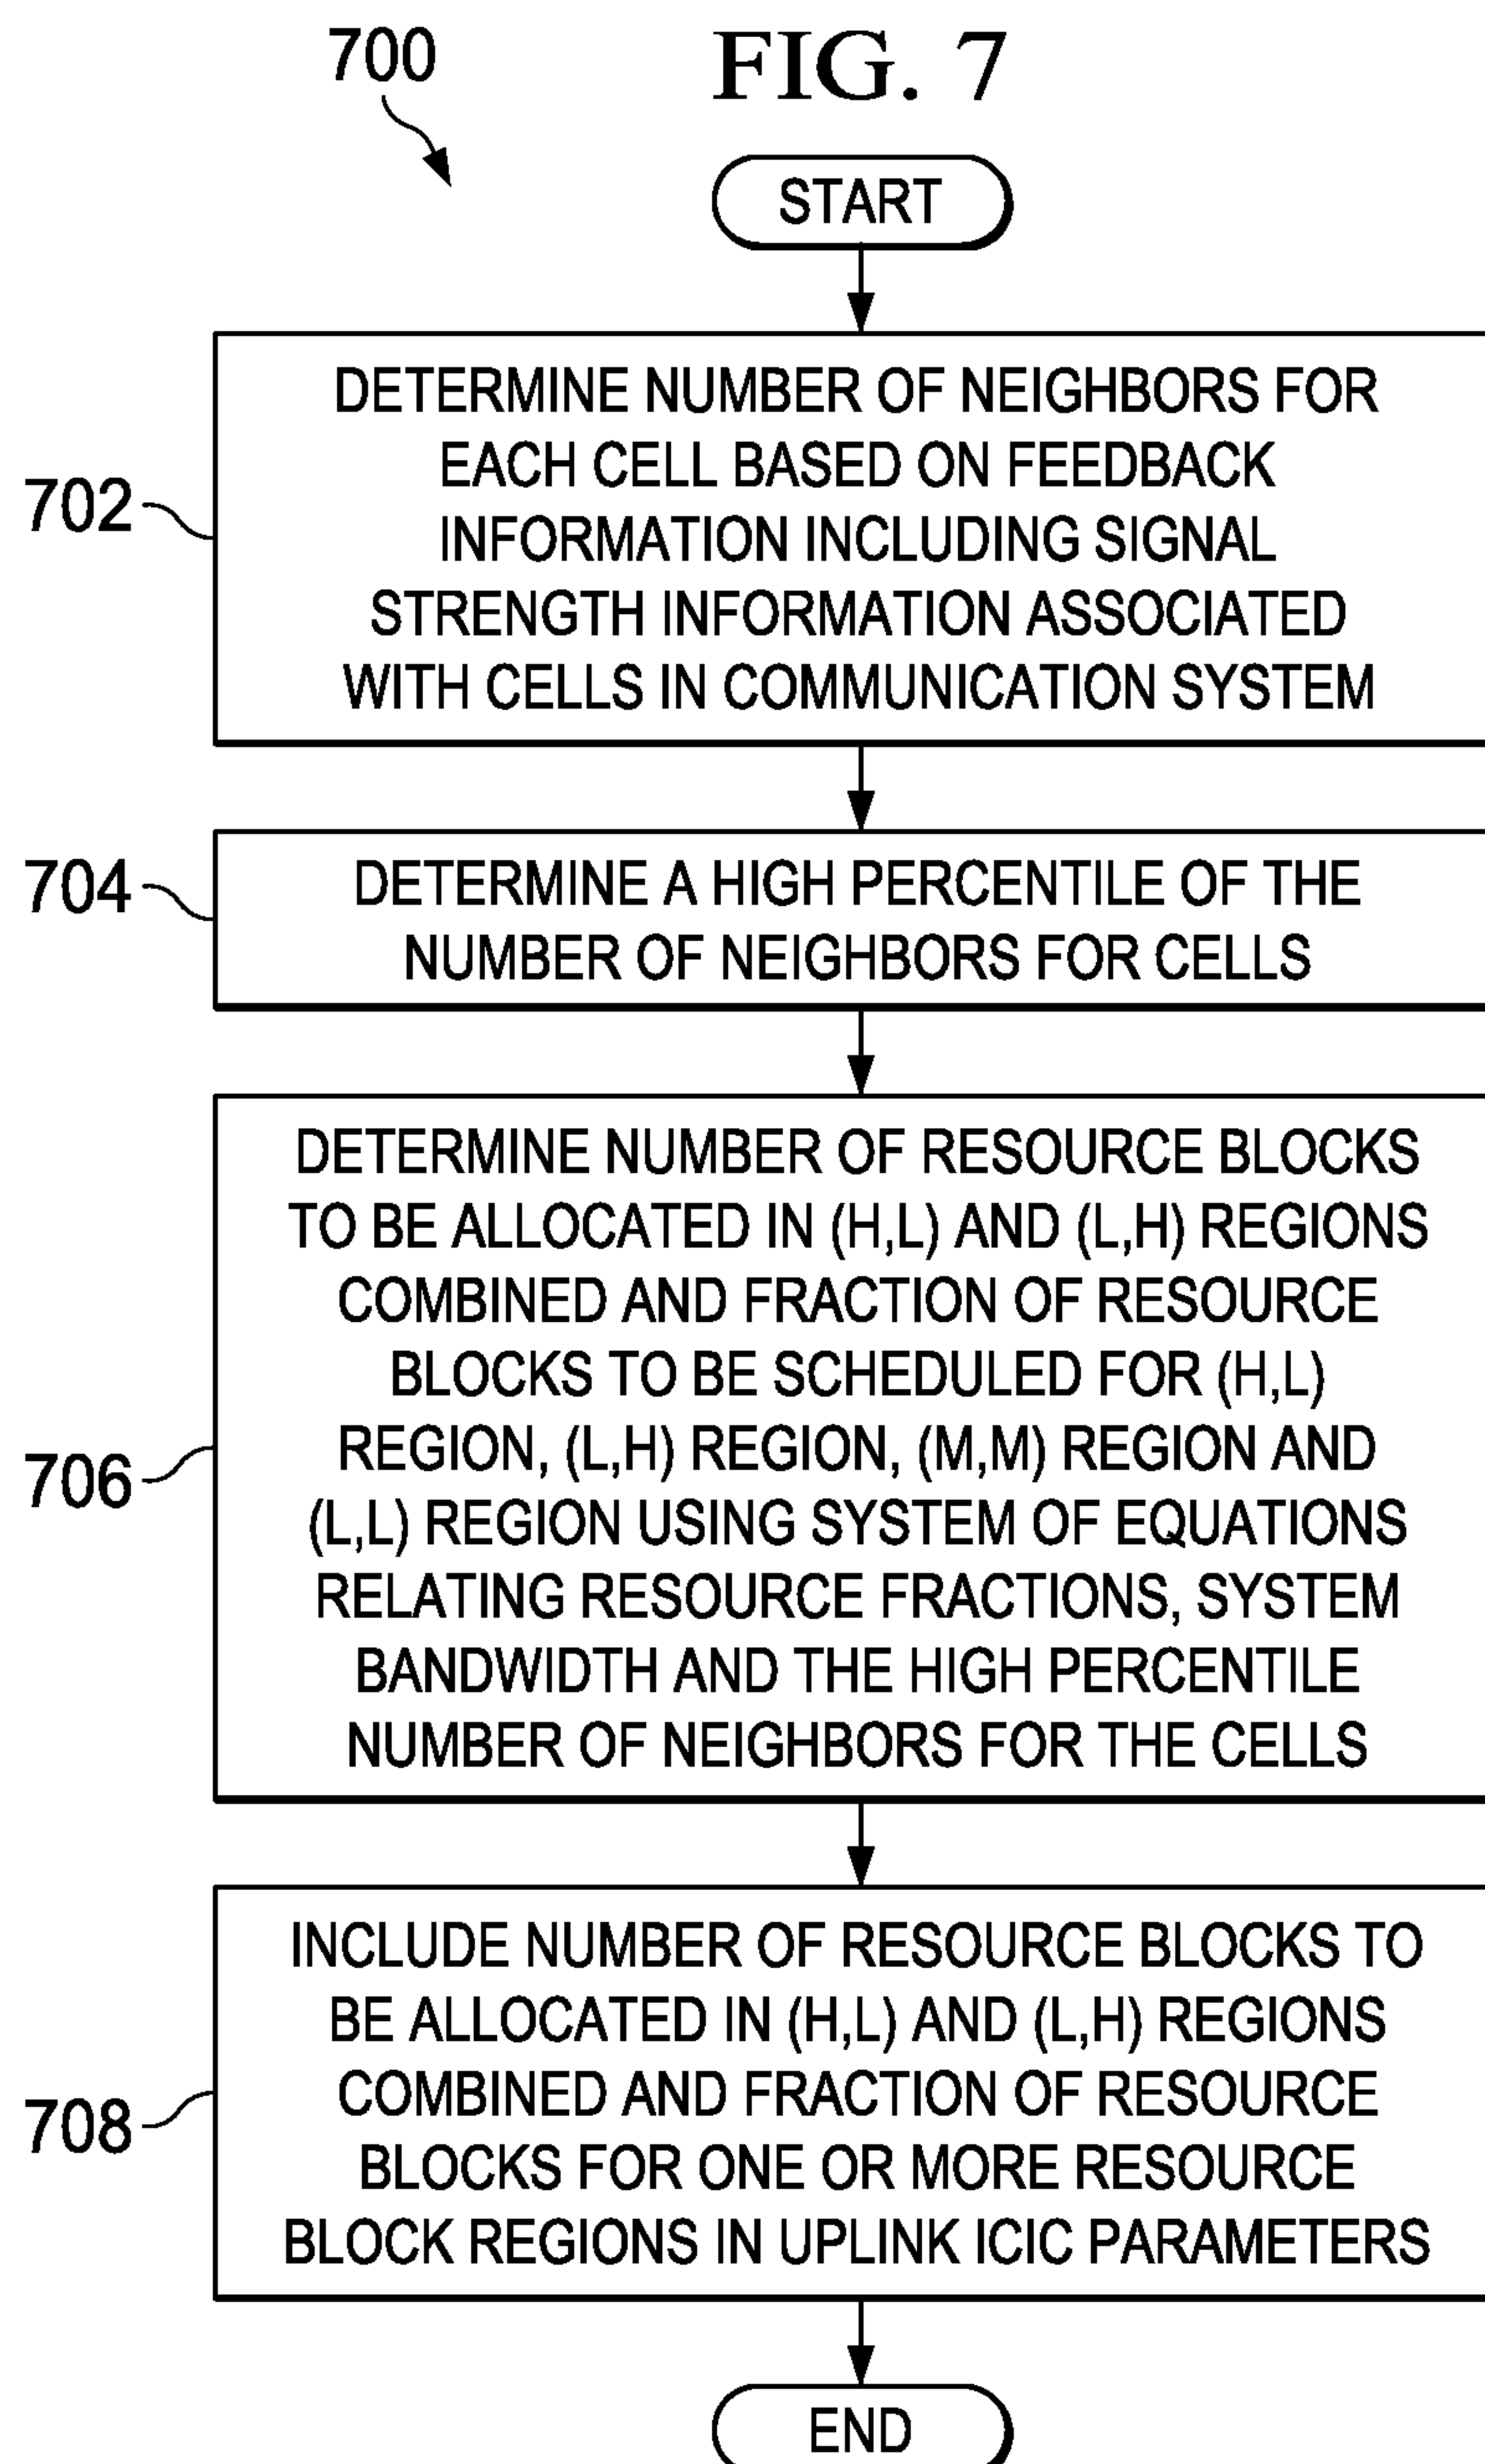 700
FIG. 7
START
702
DETERMINE NUMBER OF NEIGHBORS FOR
EACH CELL BASED ON FEEDBACK
INFORMATION INCLUDING SIGNAL
STRENGTH INFORMATION ASSOCIATED
WITH CELLS IN COMMUNICATION SYSTEM
704
DETERMINE A HIGH PERCENTILE OF THE
NUMBER OF NEIGHBORS FOR CELLS
706
DETERMINE NUMBER OF RESOURCE BLOCKS
TO BE ALLOCATED IN (H,L) AND (L,H) REGIONS
COMBINED AND FRACTION OF RESOURCE
BLOCKS TO BE SCHEDULED FOR (H,L)
REGION, (L,H) REGION, (M,M) REGION AND
(L,L) REGION USING SYSTEM OF EQUATIONS
RELATING RESOURCE FRACTIONS, SYSTEM
BANDWIDTH AND THE HIGH PERCENTILE
NUMBER OF NEIGHBORS FOR THE CELLS
708
INCLUDE NUMBER OF RESOURCE BLOCKS TO
BE ALLOCATED IN (H,L) AND (L,H) REGIONS
COMBINED AND FRACTION OF RESOURCE
BLOCKS FOR ONE OR MORE RESOURCE
BLOCK REGIONS IN UPLINK ICIC PARAMETERS
END